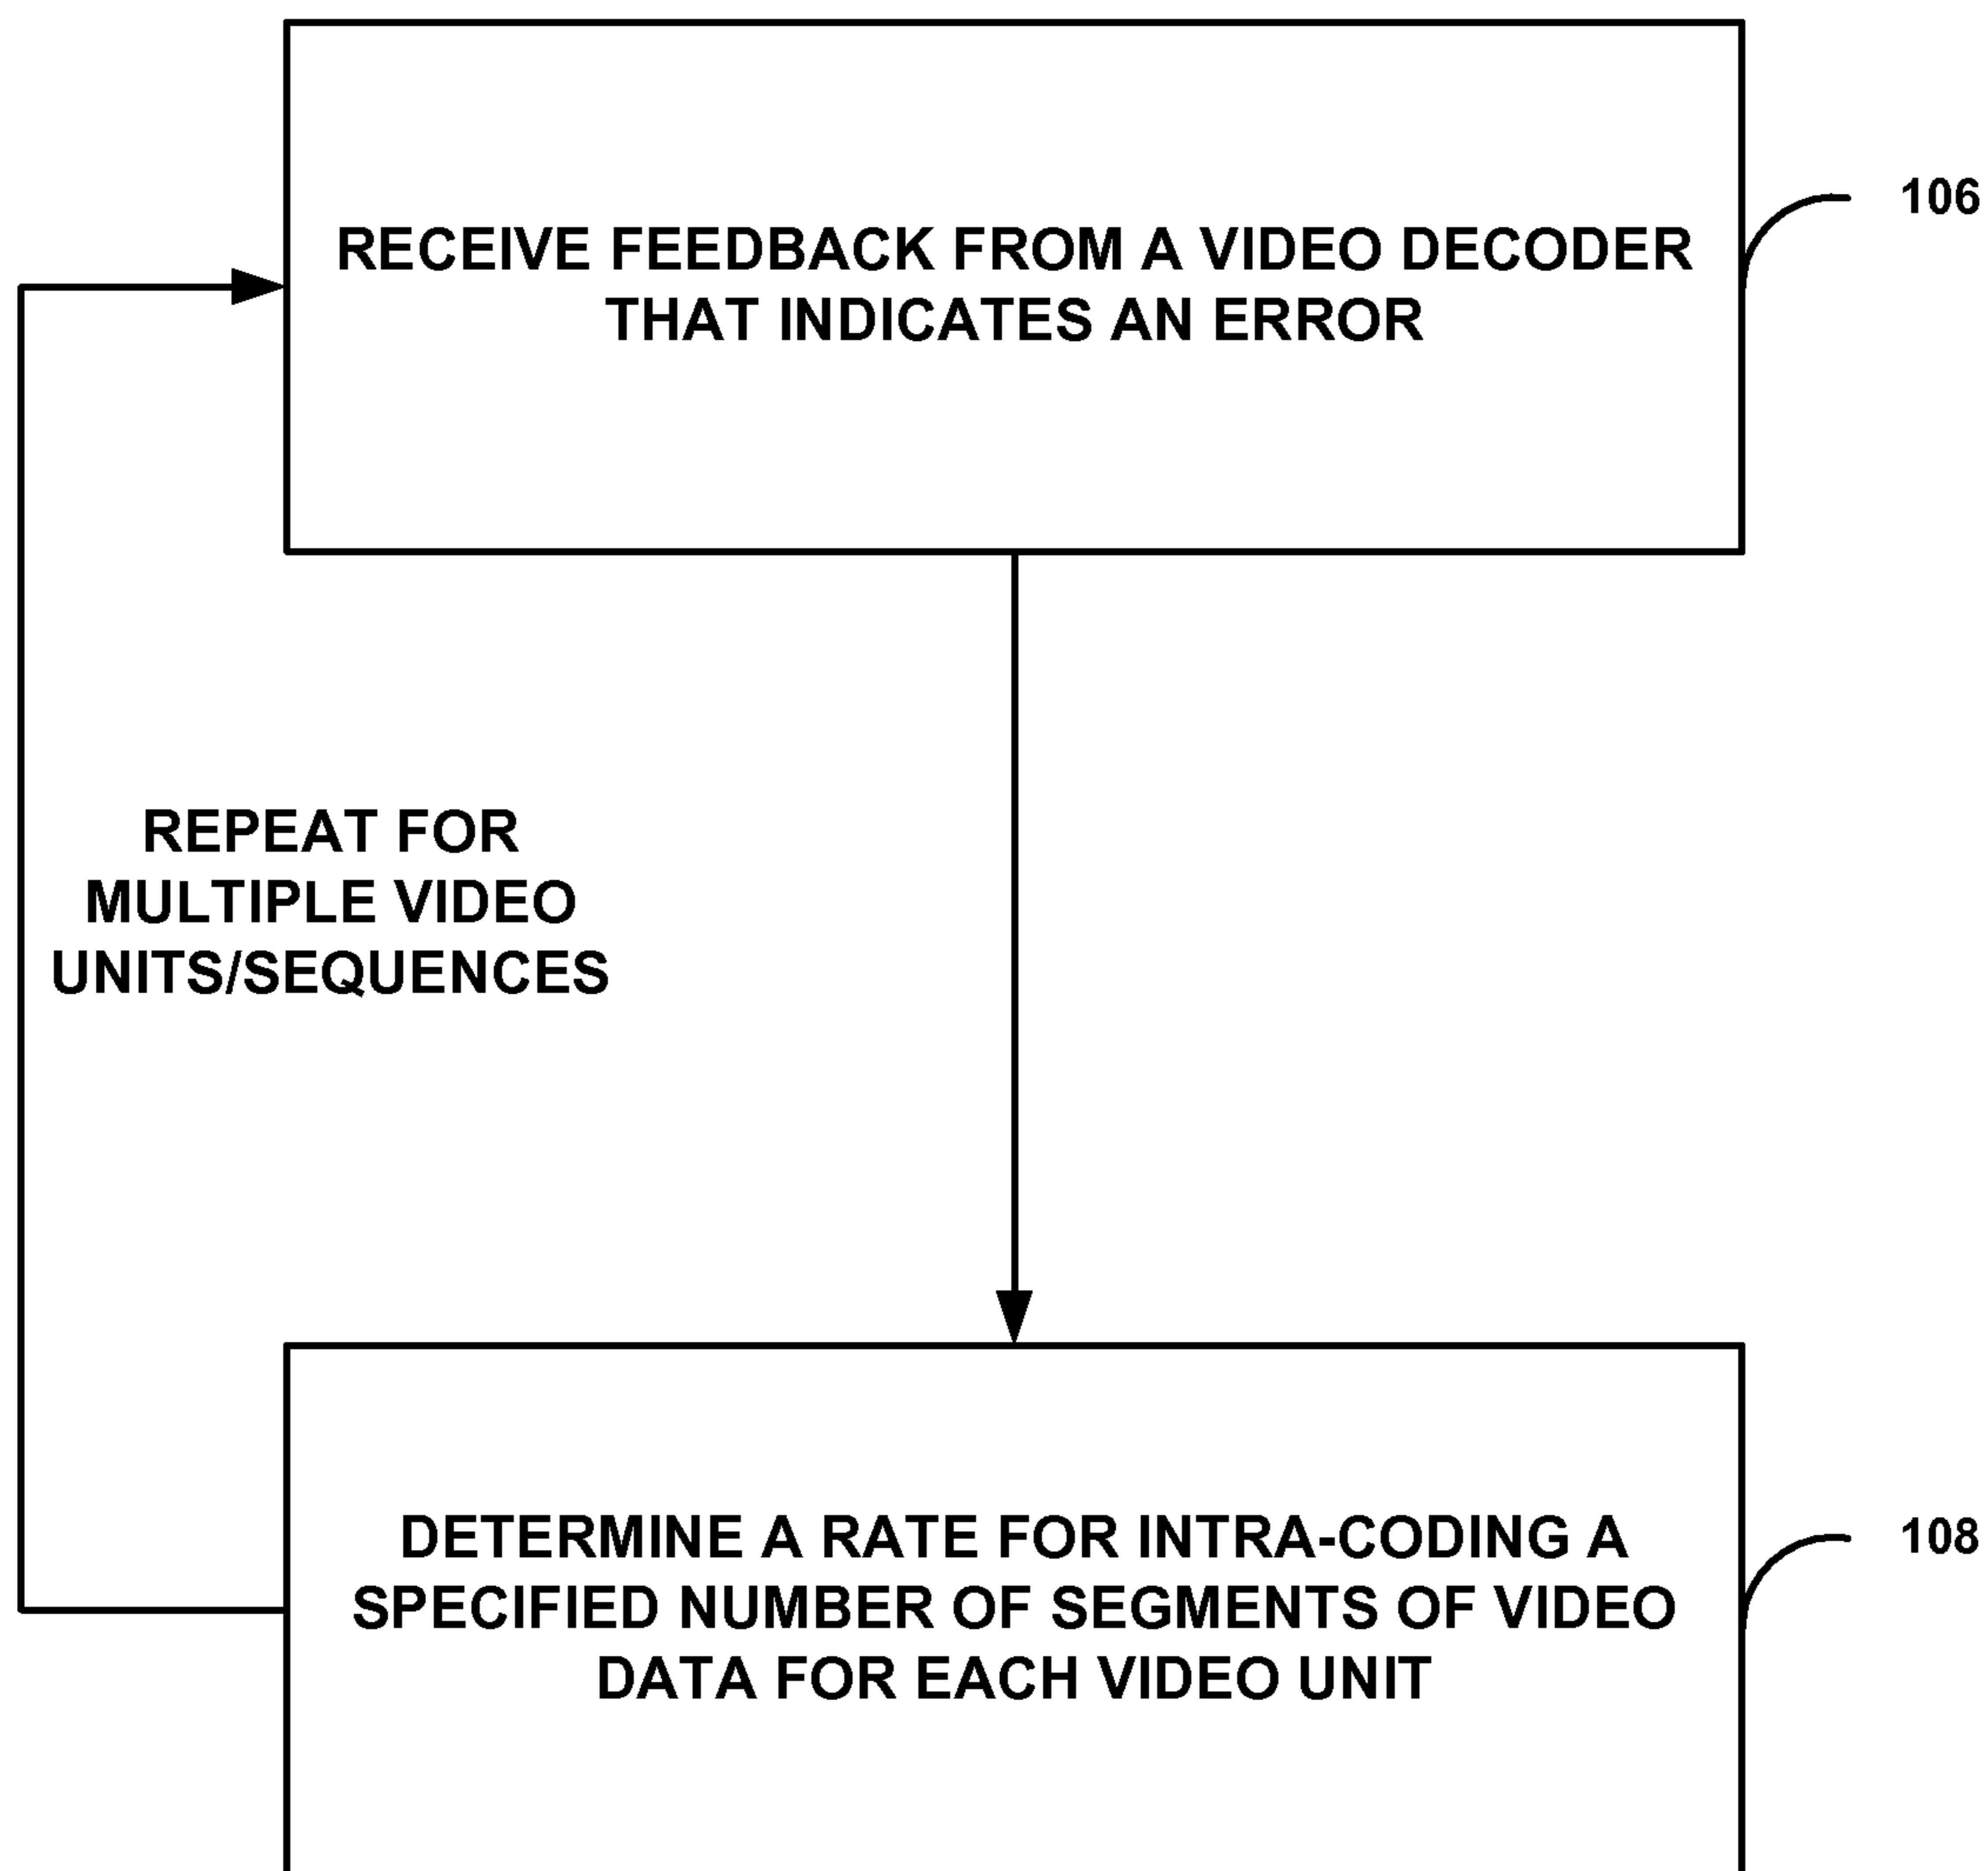 RECEIVE FEEDBACK FROM A VIDEO DECODER
THAT INDICATES AN ERROR
106
REPEAT FOR
MULTIPLE VIDEO
UNITS/SEQUENCES
DETERMINE A RATE FOR INTRA-CODING A
SPECIFIED NUMBER OF SEGMENTS OF VIDEO
DATA FOR EACH VIDEO UNIT
108